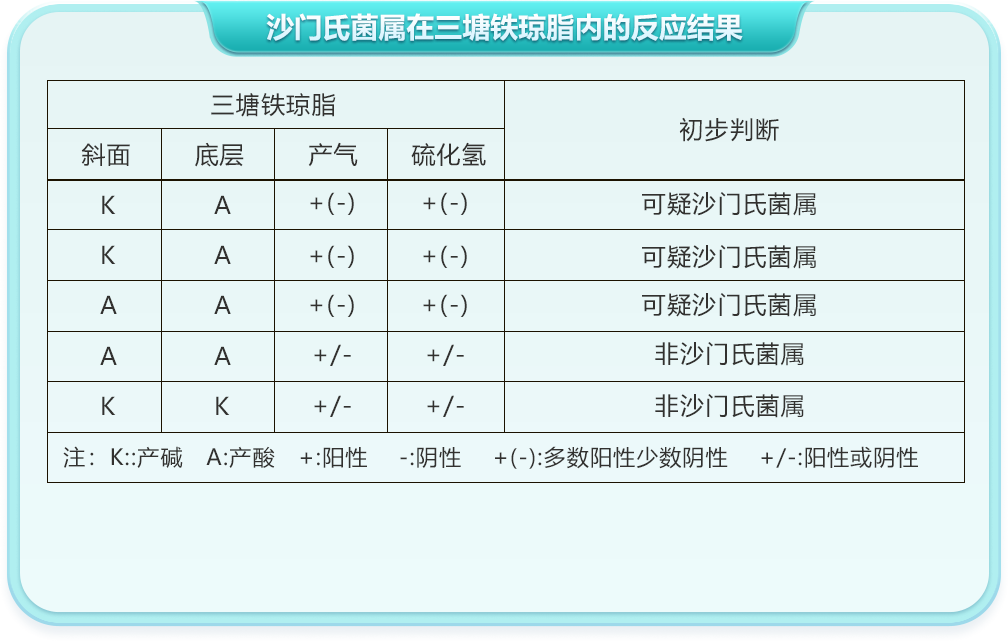 沙门氏菌属在三塘铁琼脂内的反应结果
三塘铁琼脂 初步判断
斜面 底层 产气 硫化氢
K A +(-) +(-) 可疑沙门氏菌属
K A +(-) +(-) 可疑沙门氏菌属
A A +(-) +(-) 可疑沙门氏菌属
A A +/- +/- 非沙门氏菌属
K K +/- +/- 非沙门氏菌属
注：K::产碱 A:产酸 +:阳性 -:阴性 +(-):多数阳性少数阴性 +/-:阳性或阴性